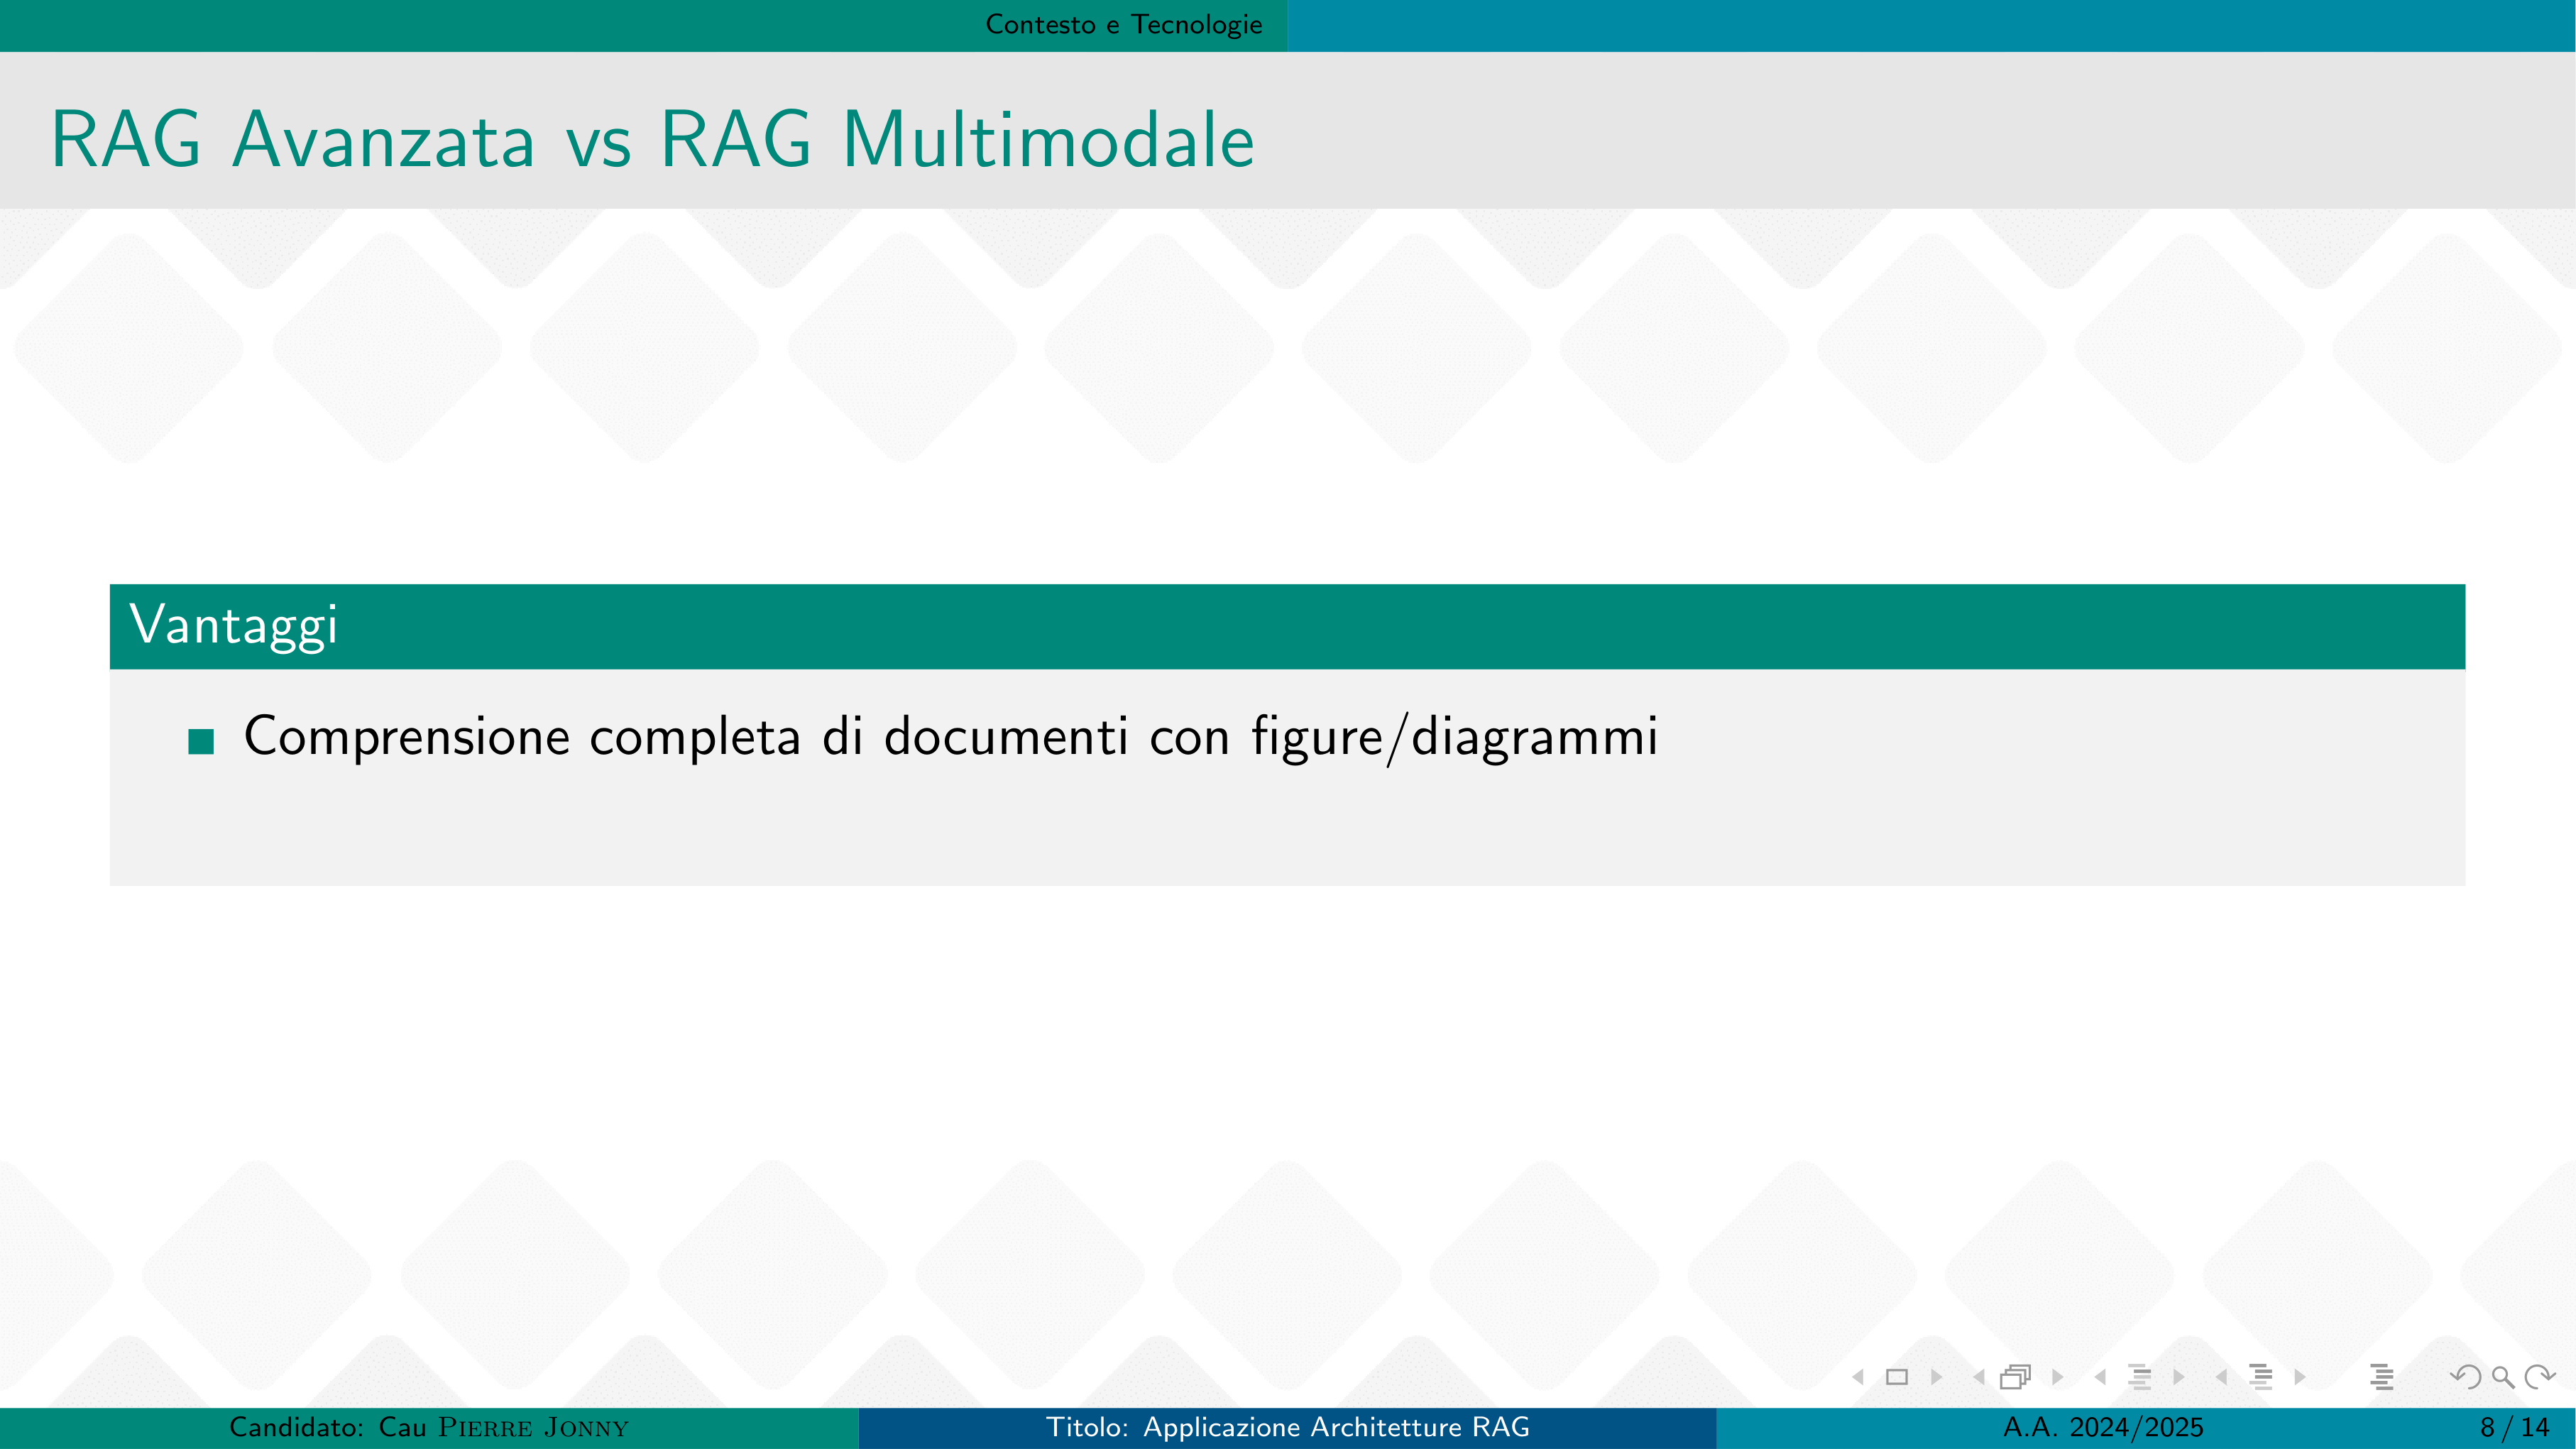 Contesto e Tecnologie
RAG Avanzata vs RAG Multimodale
Vantaggi
Comprensione completa di documenti con figure/diagrammi
Candidato: Cau Pierre Jonny
Titolo: Applicazione Architetture RAG
A.A. 2024/2025
8 / 14